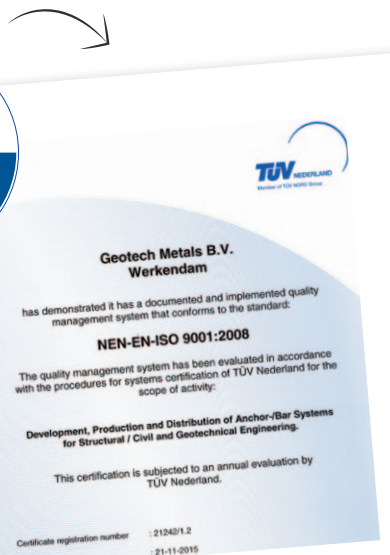 TÜV NEDERLAND
Member of TÜV NORD Group
Geotech Metals B.V.
Werkendam
has demonstrated it has a documented and implemented quality
management system that conforms to the standard:
NEN-EN-ISO 9001:2008
The quality management system has been evaluated in accordance
with the procedures for systems certification of TÜV Nederland for the
scope of activity:
Development, Production and Distribution of Anchor-/Bar Systems
for Structural / Civil and Geotechnical Engineering.
This certification is subjected to an annual evaluation by
TÜV Nederland.
Certificate registration number : 21242/1.2
: 21-11-2015